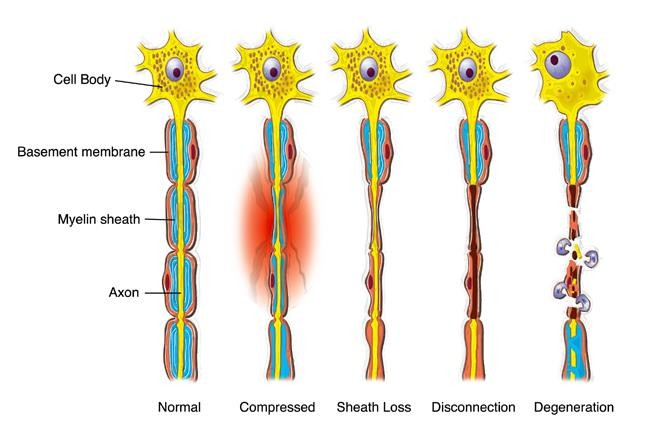 Cell Body
Basement membrane
Myelin sheath
Axon
Normal
Compressed
Sheath Loss
Disconnection
Degeneration